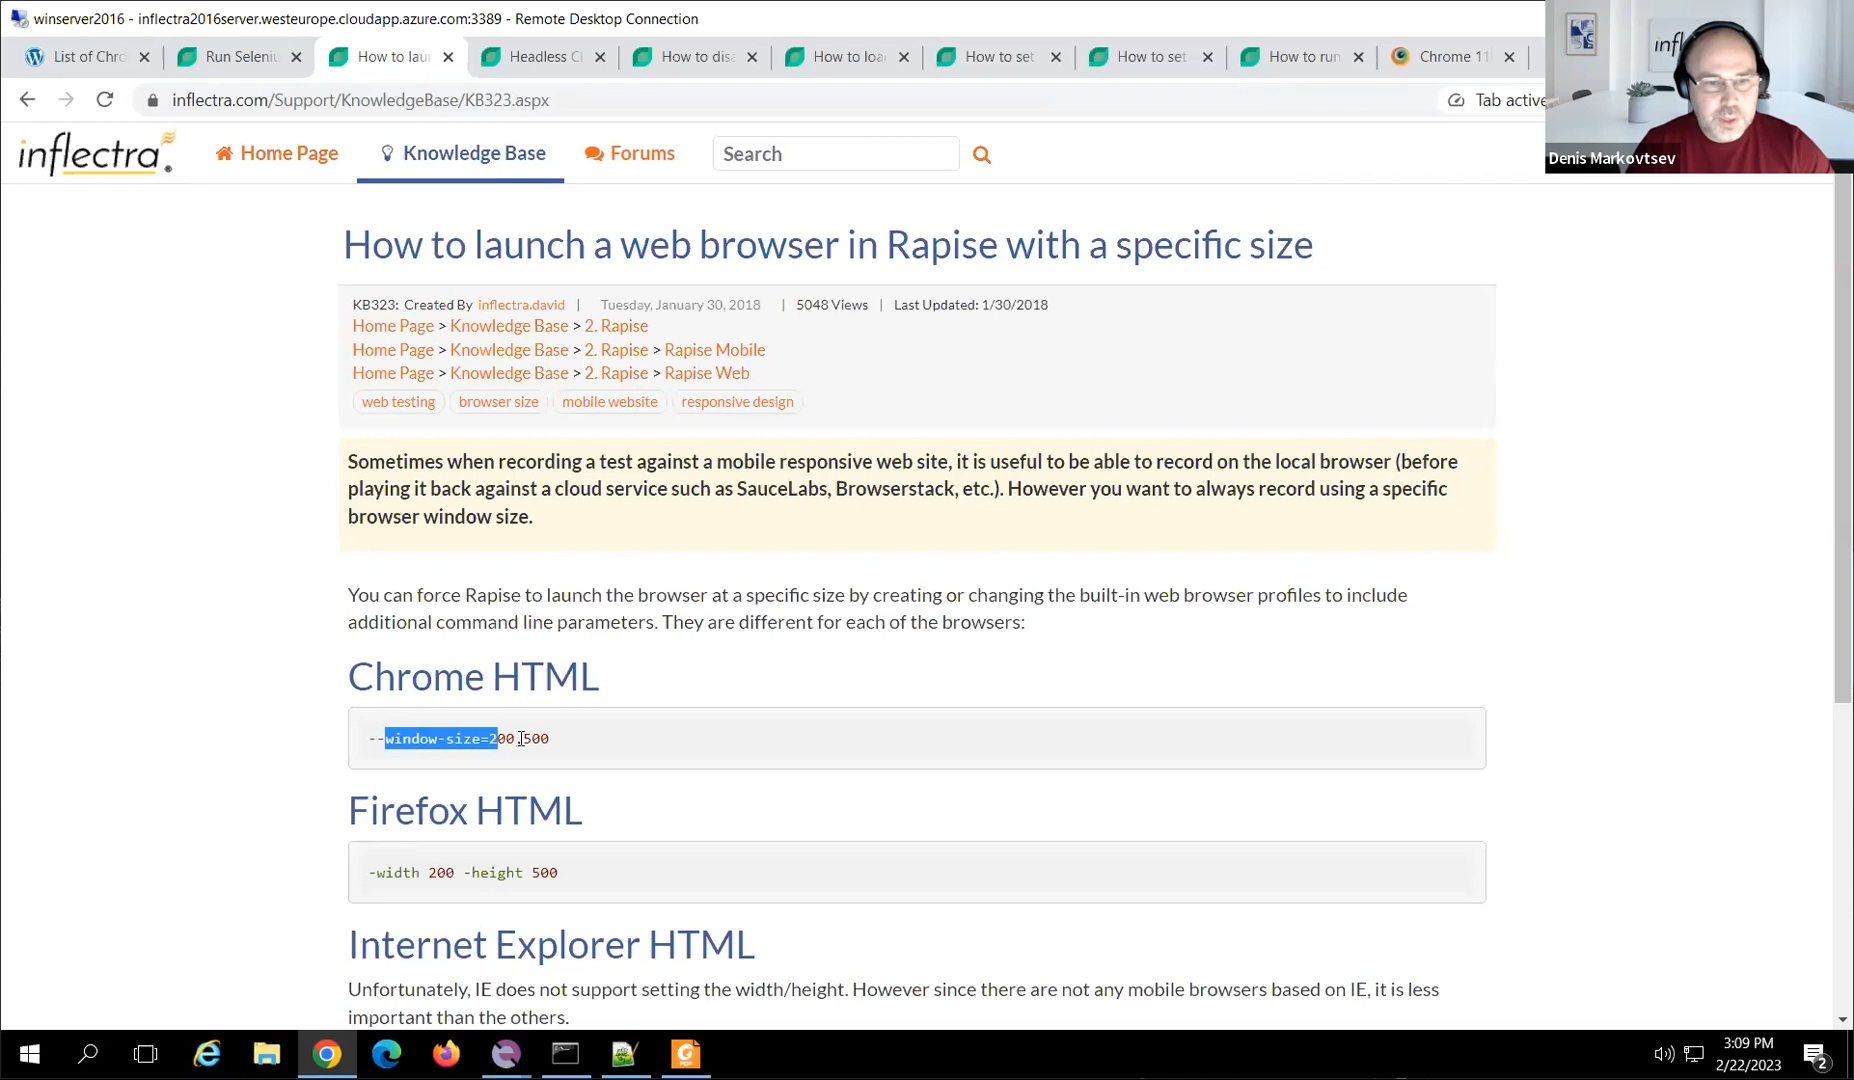 winserver2016 - inflectra2016server.westeurope.cloudapp.azure.com:3389 - Remote Desktop Connection
List of Chro
Run Seleniu
How to laun
Headless Cl
How to disa
How to loa
How to set
How to set
How to run
Chrome 11
inflectra.com/Support/KnowledgeBase/KB323.aspx
Tab active
infl
Denis Markovtsev
inflectra
Home Page
Knowledge Base
Forums
Search
How to launch a web browser in Rapise with a specific size
KB323: Created By inflectra.david | Tuesday, January 30, 2018 | 5048 Views | Last Updated: 1/30/2018
Home Page > Knowledge Base > 2. Rapise
Home Page > Knowledge Base > 2. Rapise > Rapise Mobile
Home Page > Knowledge Base > 2. Rapise > Rapise Web
web testing browser size mobile website responsive design
Sometimes when recording a test against a mobile responsive web site, it is useful to be able to record on the local browser (before
playing it back against a cloud service such as SauceLabs, Browserstack, etc.). However you want to always record using a specific
browser window size.
You can force Rapise to launch the browser at a specific size by creating or changing the built-in web browser profiles to include
additional command line parameters. They are different for each of the browsers:
Chrome HTML
--window-size=200,500
Firefox HTML
-width 200 -height 500
Internet Explorer HTML
Unfortunately, IE does not support setting the width/height. However since there are not any mobile browsers based on IE, it is less
important than the others.
3:09 PM
2/22/2023
2